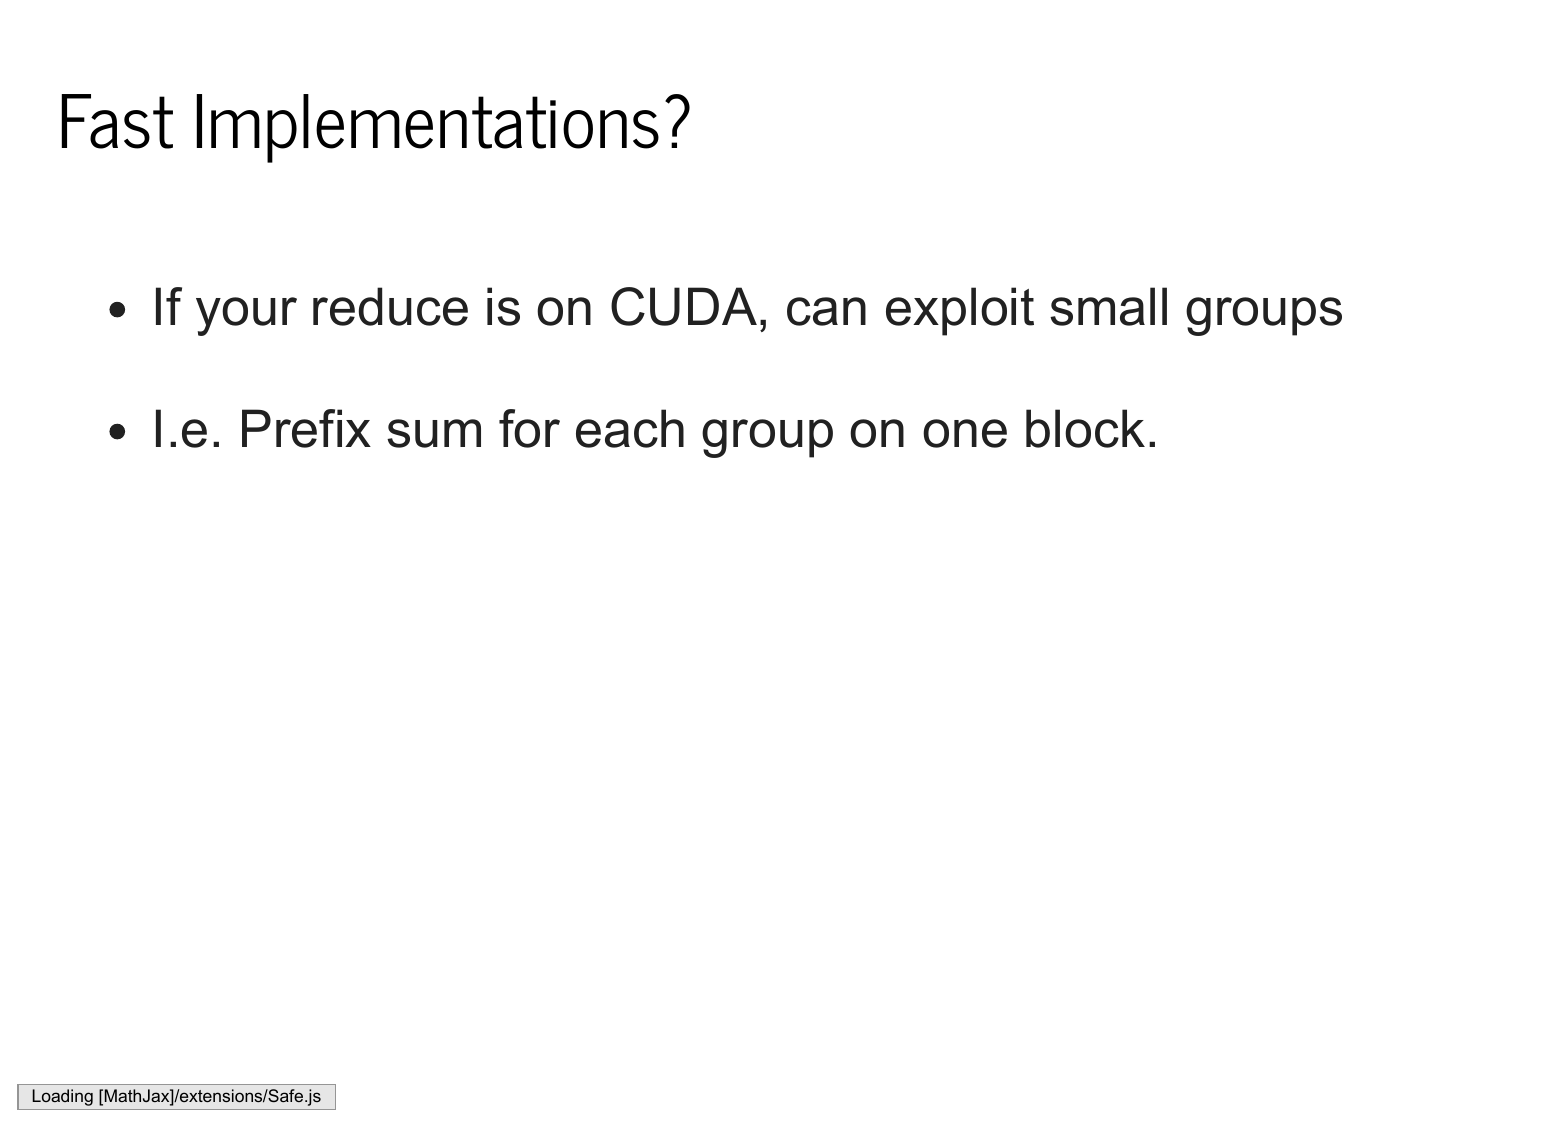 Fast Implementations?
• If your reduce is on CUDA, can exploit small groups
• I.e. Prefix sum for each group on one block.
Loading [MathJax]/extensions/Safe.js